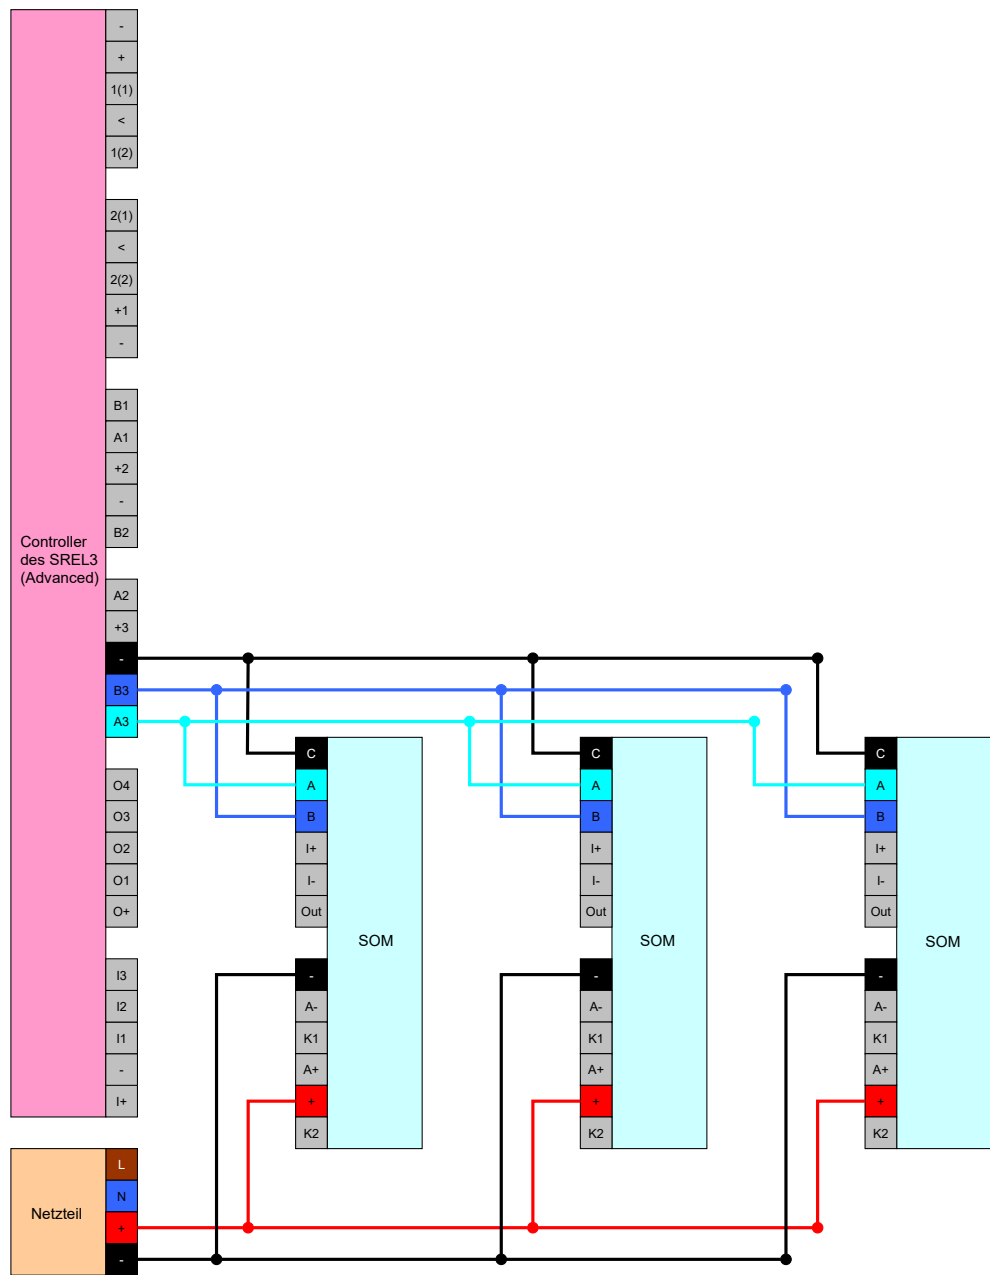 -
+
1(1)
<
1(2)
2(1)
<
2(2)
+1
-
B1
A1
+2
-
B2
Controller
des SREL3
(Advanced)
A2
+3
-
B3
A3
O4
O3
O2
O1
O+
I3
I2
I1
-
I+
C
A
B
I+
I-
Out
SOM
-
A-
K1
A+
+
K2
C
A
B
I+
I-
Out
SOM
-
A-
K1
A+
+
K2
C
A
B
I+
I-
Out
SOM
-
A-
K1
A+
+
K2
Netzteil
L
N
+
-